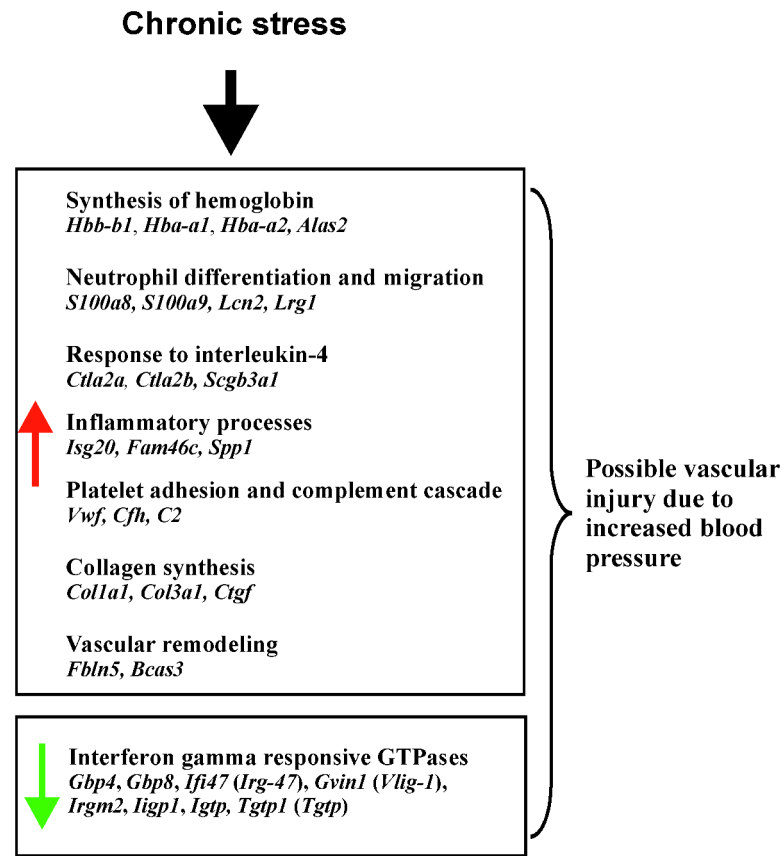 Chronic stress
Synthesis of hemoglobin
Hbb-b1, Hba-a1, Hba-a2, Alas2
Neutrophil differentiation and migration
S100a8, S100a9, Lcn2, Lrg1
Response to interleukin-4
Ctla2a, Ctla2b, Scgb3a1
Inflammatory processes
Isg20, Fam46c, Spp1
Platelet adhesion and complement cascade
Vwf, Cfh, C2
Collagen synthesis
Col1a1, Col3a1, Ctgf
Vascular remodeling
Fbln5, Bcas3
Interferon gamma responsive GTPases
Gbp4, Gbp8, Ifi47 (Irg-47), Gvin1 (Vlig-1),
Irgm2, Iigp1, Igtp, Tgtp1 (Tgtp)
Possible vascular
injury due to
increased blood
pressure